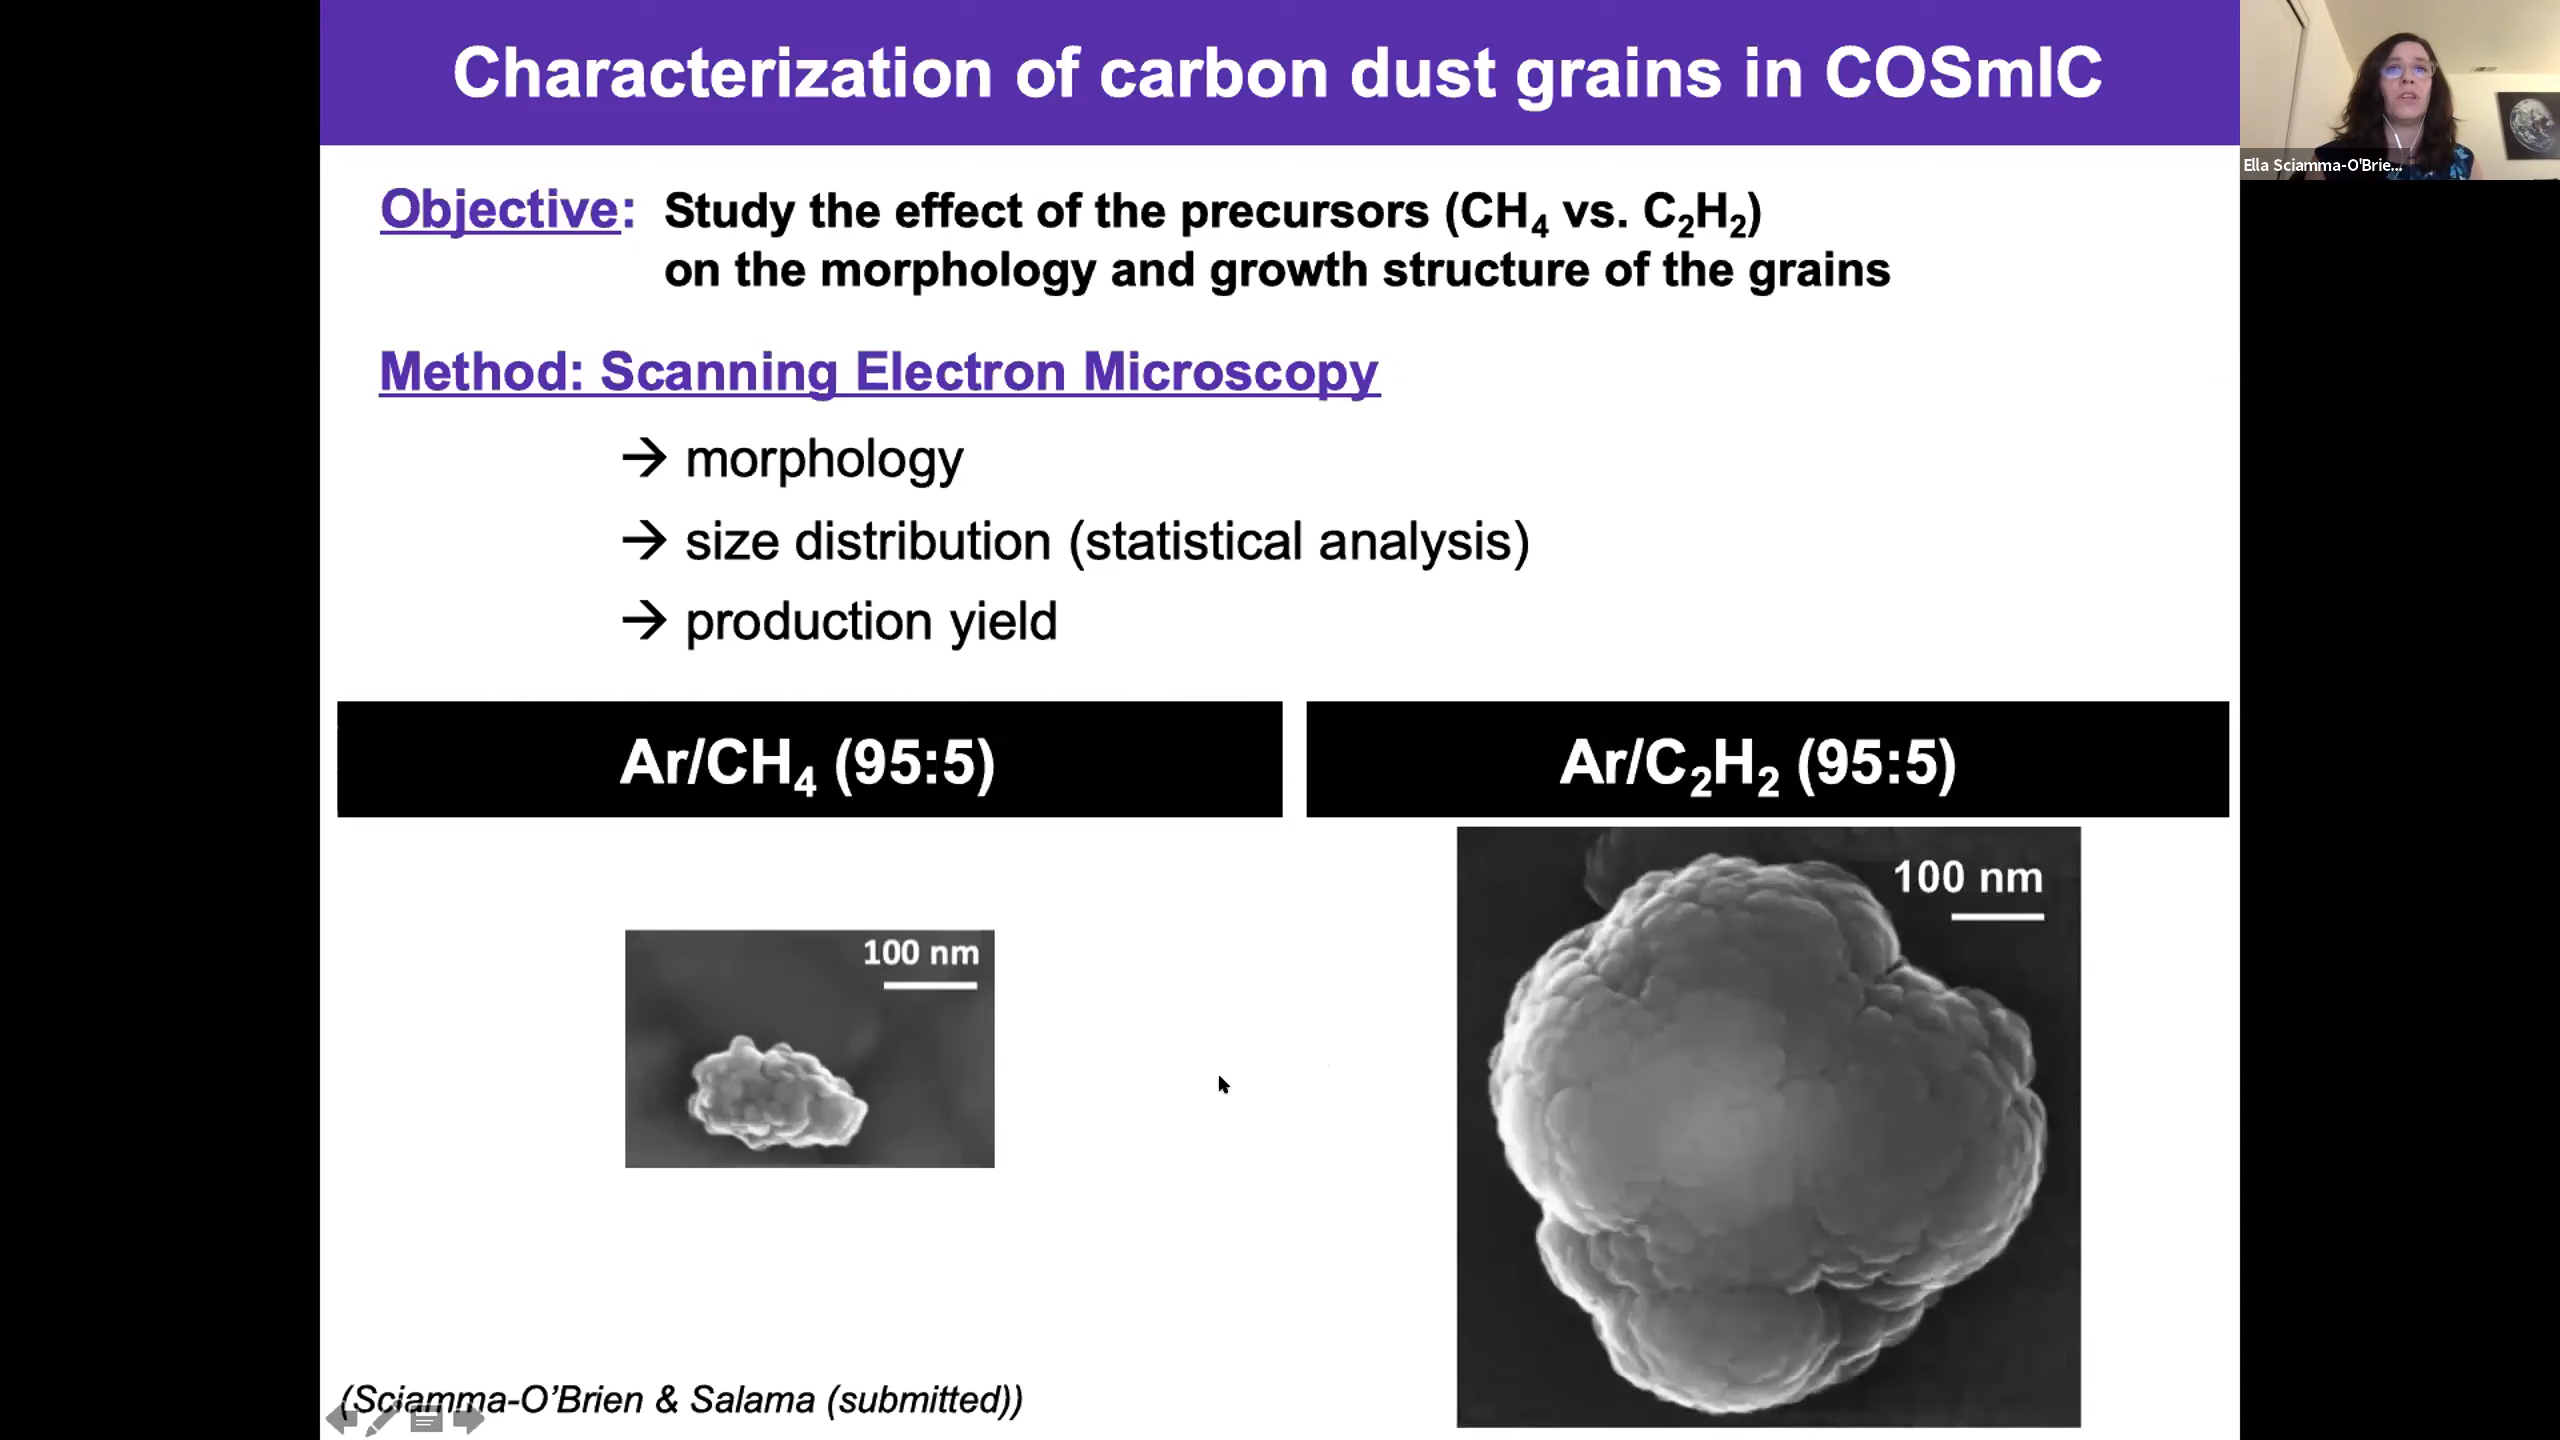 Characterization of carbon dust grains in COSmIC
Ella Sciamma-O'Brie...
Objective: Study the effect of the precursors (CH₄ vs. C₂H₂)
on the morphology and growth structure of the grains
Method: Scanning Electron Microscopy
→ morphology
→ size distribution (statistical analysis)
→ production yield
Ar/CH₄ (95:5)
Ar/C₂H₂ (95:5)
100 nm
100 nm
(Sciamma-O’Brien & Salama (submitted))